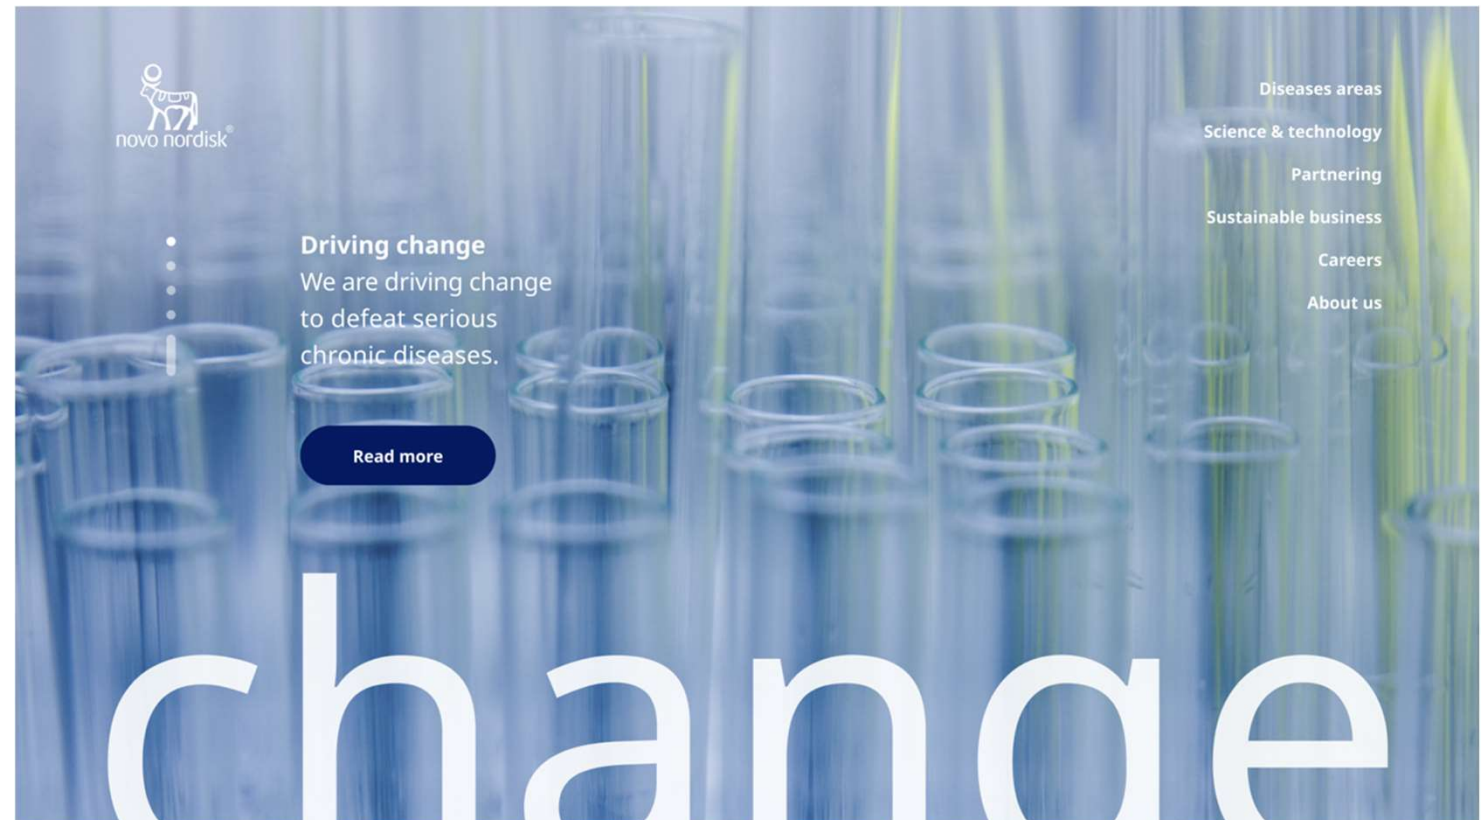 novo nordisk®
Diseases areas
Science & technology
Partnering
Sustainable business
Careers
About us
Driving change
We are driving change
to defeat serious
chronic diseases.
Read more
change